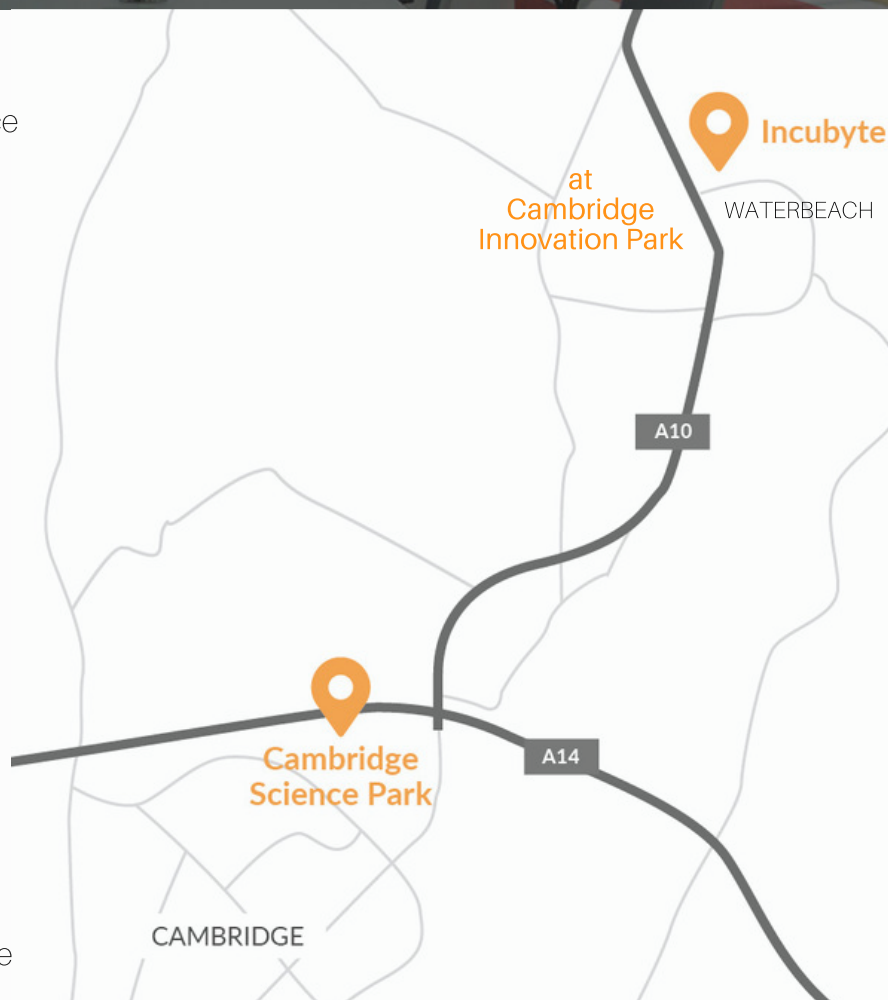 Incubyte
at
Cambridge
Innovation Park
WATERBEACH
A10
Cambridge
Science Park
A14
CAMBRIDGE